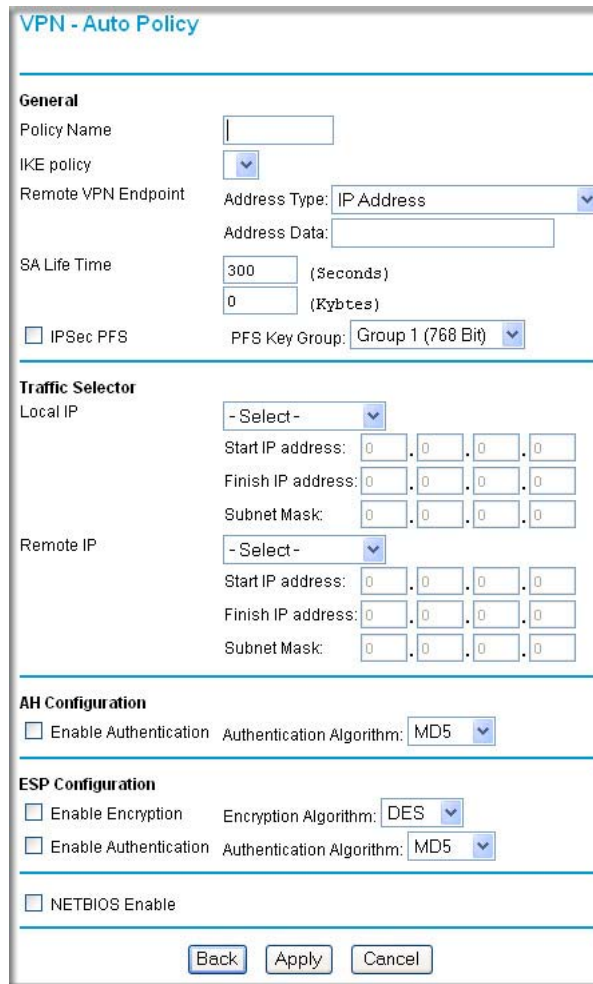 VPN - Auto Policy
General
Policy Name
IKE policy
Remote VPN Endpoint Address Type: IP Address
Address Data:
SA Life Time 300 (Seconds)
0 (Kybtes)
IPSec PFS PFS Key Group: Group 1 (768 Bit)
Traffic Selector
Local IP - Select -
Start IP address: 0 . 0 . 0 . 0
Finish IP address: 0 . 0 . 0 . 0
Subnet Mask: 0 . 0 . 0 . 0
Remote IP - Select -
Start IP address: 0 . 0 . 0 . 0
Finish IP address: 0 . 0 . 0 . 0
Subnet Mask: 0 . 0 . 0 . 0
AH Configuration
Enable Authentication Authentication Algorithm: MD5
ESP Configuration
Enable Encryption Encryption Algorithm: DES
Enable Authentication Authentication Algorithm: MD5
NETBIOS Enable
Back Apply Cancel